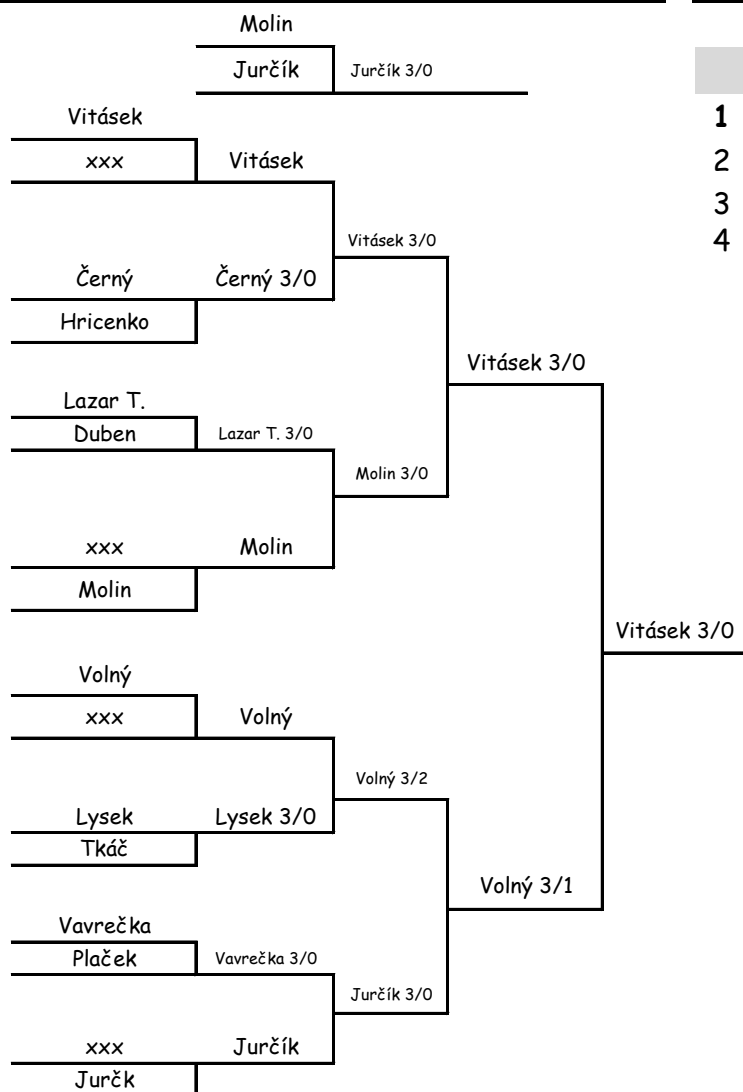 Molin
Jurčík Jurčík 3/0
Vitásek
1
xxx Vitásek
2
3
Vitásek 3/0
4
Černý Černý 3/0
Hricenko
Vitásek 3/0
Lazar T.
Duben Lazar T. 3/0
Molin 3/0
xxx Molin
Molin
Vitásek 3/0
Volný
xxx Volný
Volný 3/2
Lysek Lysek 3/0
Tkáč
Volný 3/1
Vavrečka
Plaček Vavrečka 3/0
Jurčík 3/0
xxx Jurčík
Jurčk